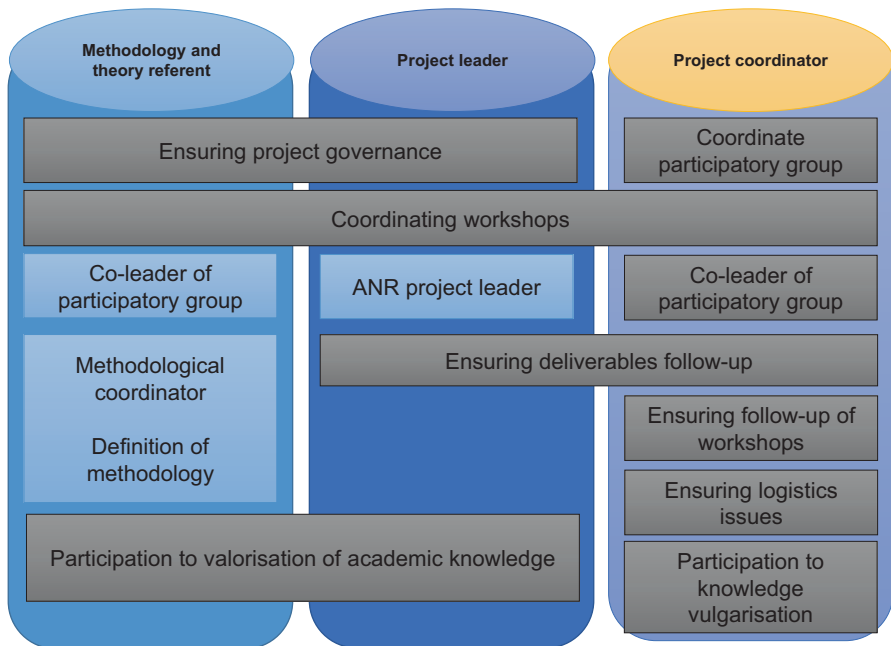 Methodology and
theory referent
Project leader
Project coordinator
Ensuring project governance
Coordinate
participatory group
Coordinating workshops
Co-leader of
participatory group
ANR project leader
Co-leader of
participatory group
Ensuring deliverables follow-up
Methodological
coordinator
Definition of
methodology
Ensuring follow-up of
workshops
Ensuring logistics
issues
Participation to valorisation of academic knowledge
Participation to
knowledge
vulgarisation